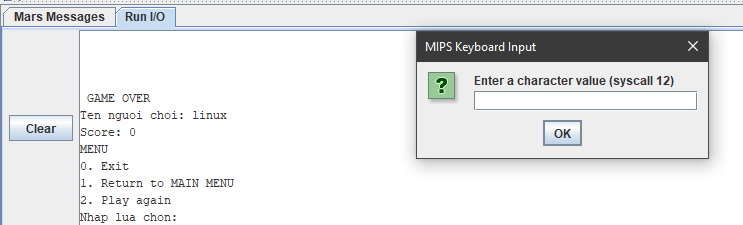 Mars Messages
Run I/O
Clear
GAME OVER
Ten nguoi choi: linux
Score: 0
MENU
0. Exit
1. Return to MAIN MENU
2. Play again
Nhap lua chon:
MIPS Keyboard Input
?
Enter a character value (syscall 12)
OK